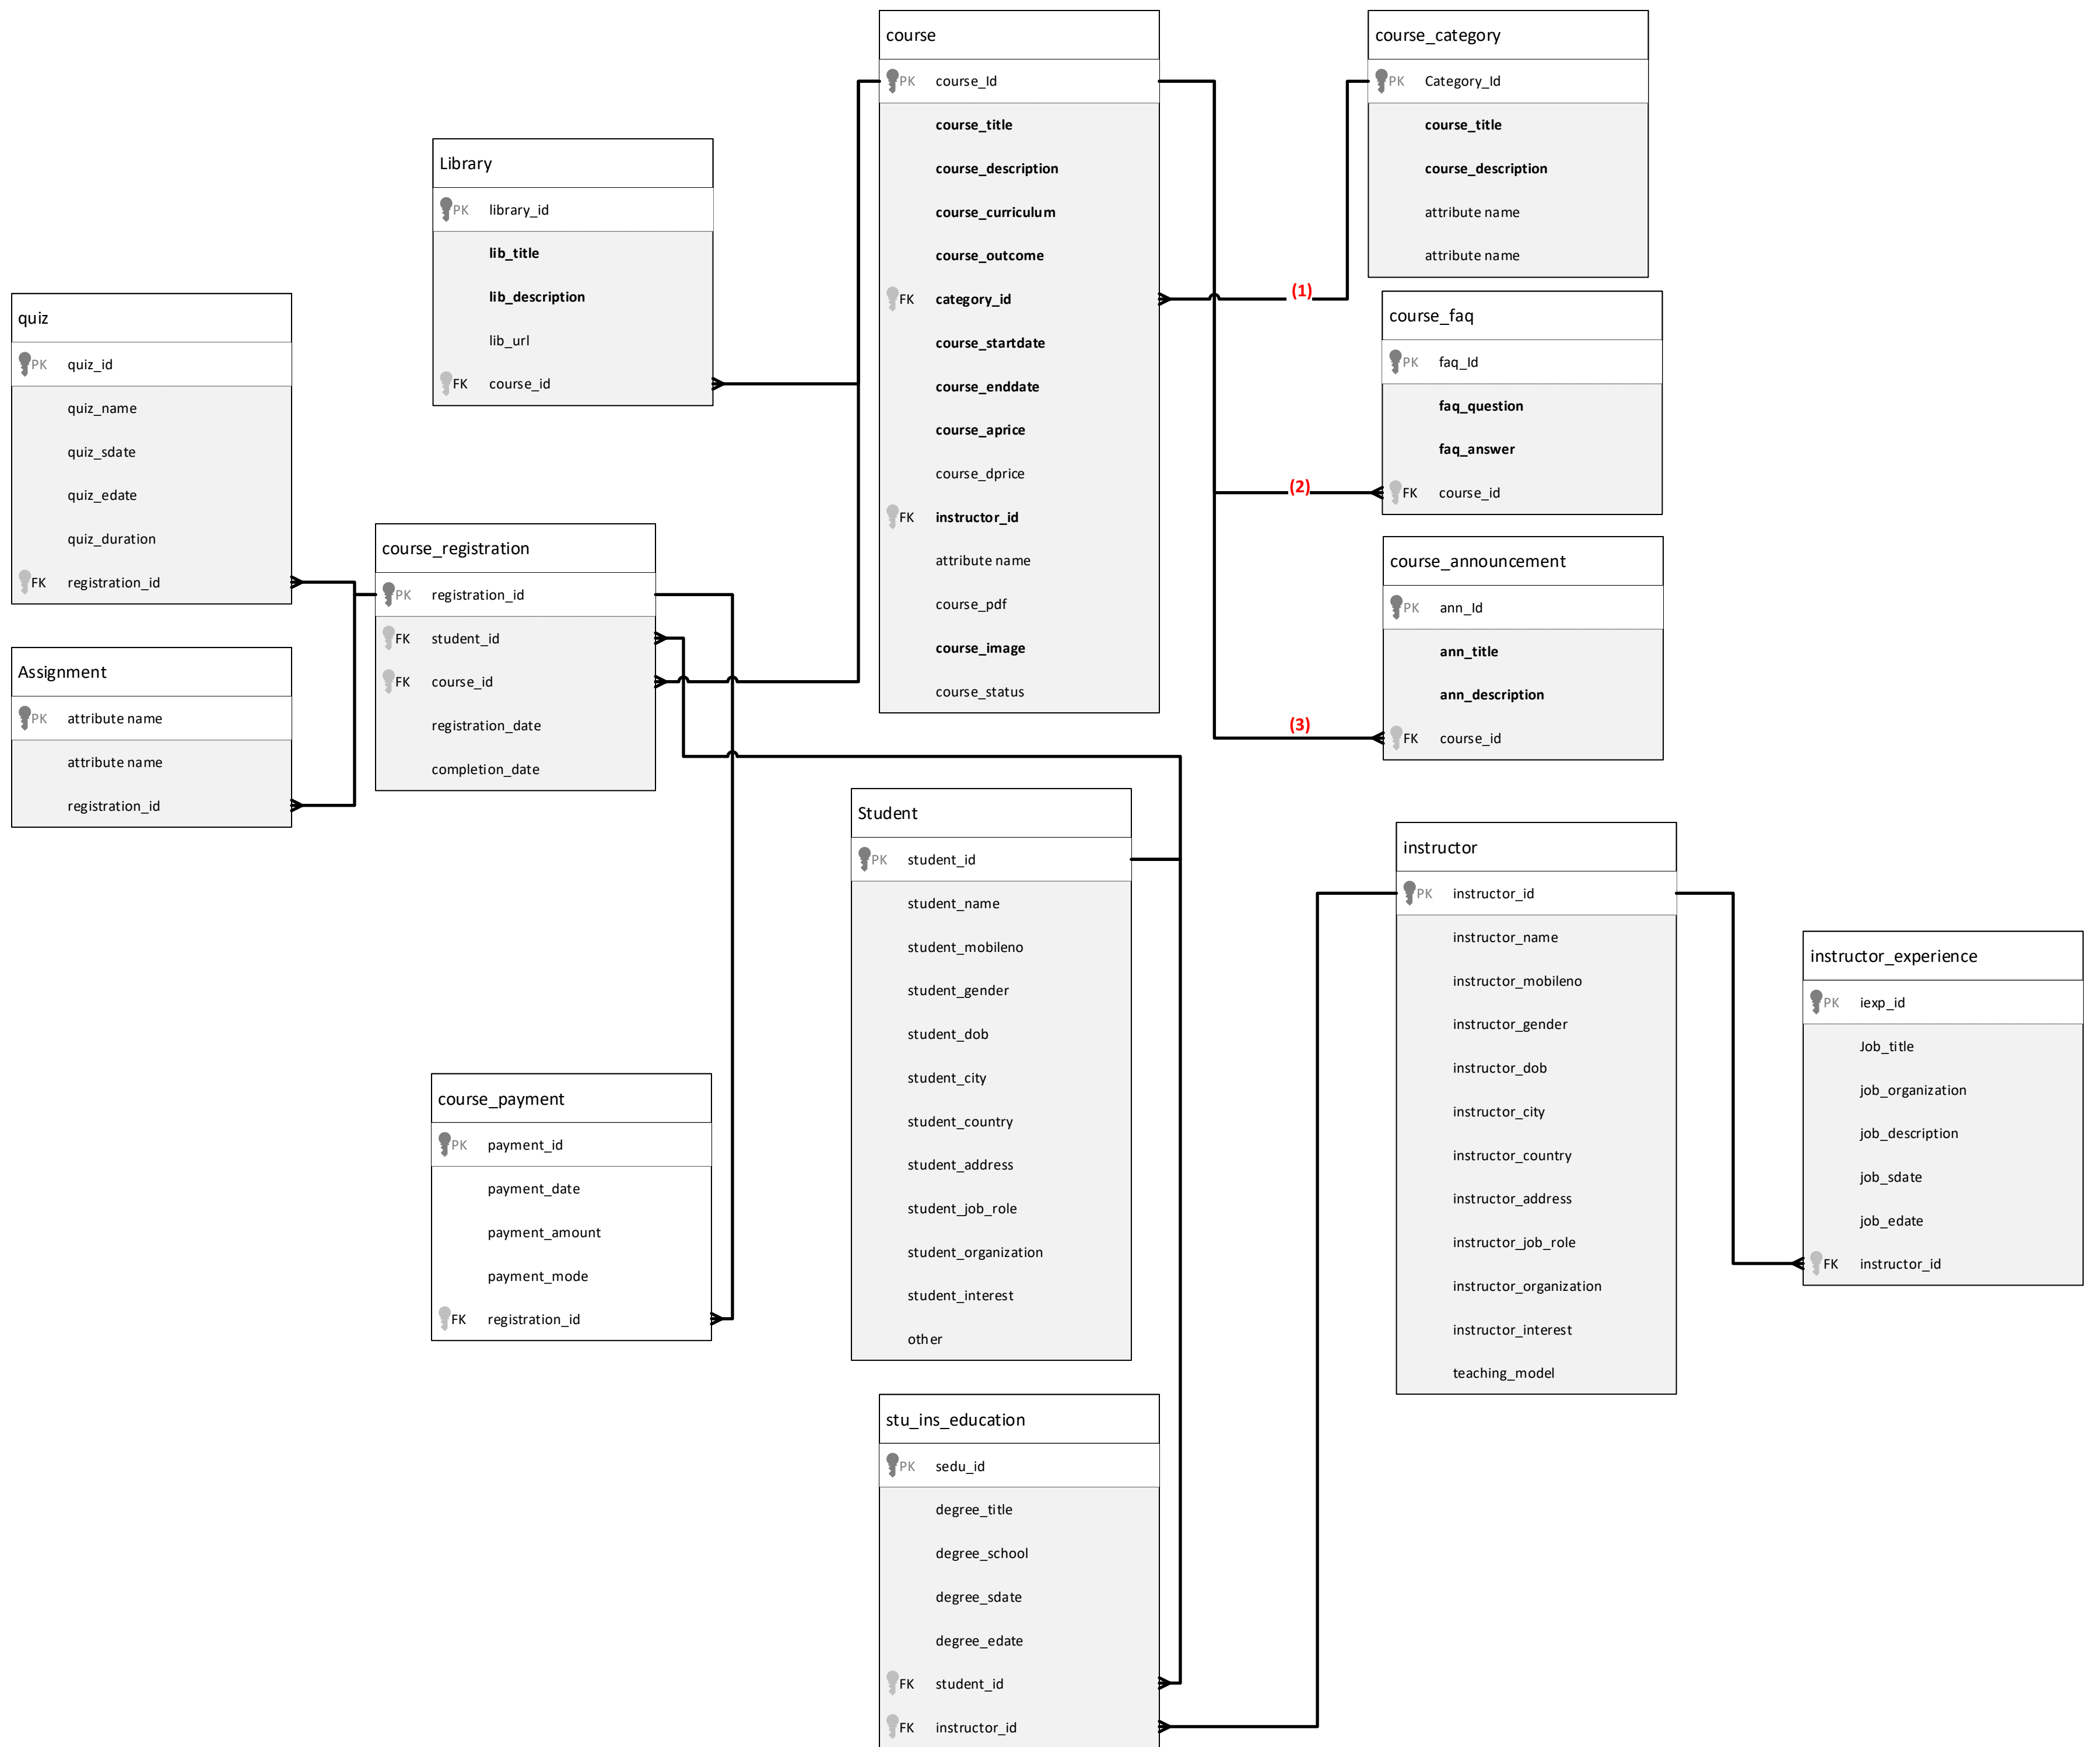 course
PK course_Id
course_title
course_description
course_curriculum
course_outcome
FK category_id
course_startdate
course_enddate
course_aprice
course_dprice
FK instructor_id
attribute name
course_pdf
course_image
course_status
course_category
PK Category_Id
course_title
course_description
attribute name
attribute name
(1)
(2)
(3)
Library
PK library_id
lib_title
lib_description
lib_url
FK course_id
course_faq
PK faq_Id
faq_question
faq_answer
FK course_id
quiz
PK quiz_id
quiz_name
quiz_sdate
quiz_edate
quiz_duration
FK registration_id
course_registration
PK registration_id
FK student_id
FK course_id
registration_date
completion_date
course_announcement
PK ann_Id
ann_title
ann_description
FK course_id
Assignment
PK attribute name
attribute name
registration_id
Student
PK student_id
student_name
student_mobileno
student_gender
student_dob
student_city
student_country
student_address
student_job_role
student_organization
student_interest
other
instructor
PK instructor_id
instructor_name
instructor_mobileno
instructor_gender
instructor_dob
instructor_city
instructor_country
instructor_address
instructor_job_role
instructor_organization
instructor_interest
teaching_model
instructor_experience
PK iexp_id
Job_title
job_organization
job_description
job_sdate
job_edate
FK instructor_id
course_payment
PK payment_id
payment_date
payment_amount
payment_mode
FK registration_id
stu_ins_education
PK sedu_id
degree_title
degree_school
degree_sdate
degree_edate
FK student_id
FK instructor_id